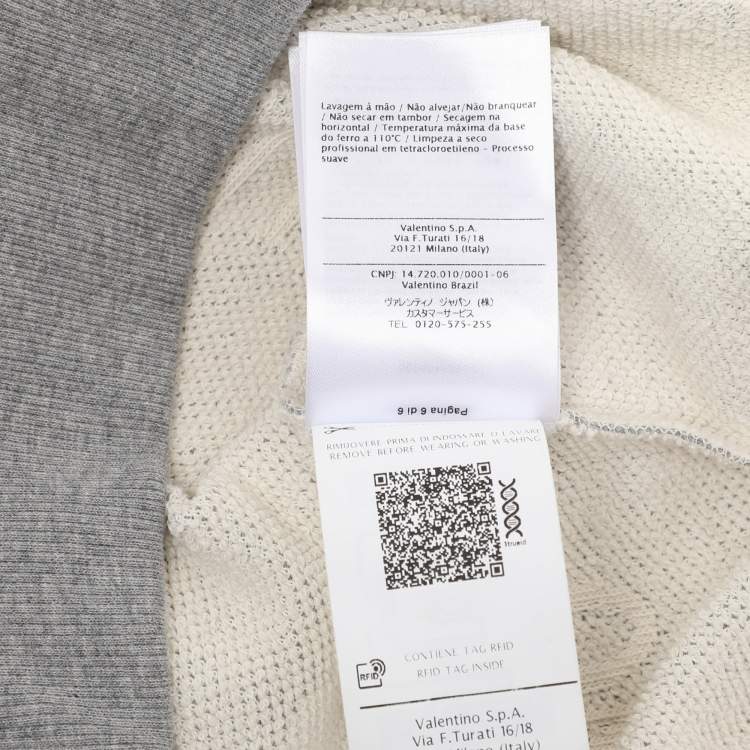 Lavagem á mão / Não alvejar/Não branquear
/ Não secar em tambor / Secagem na
horizontal / Temperatura máxima da base
do ferro a 110°C / Limpeza a seco
profissional em tetracloroetileno - Processo
suave
Valentino S.p.A.
Via F.Turati 16/18
20121 Milano (Italy)
CNPJ: 14.720.010/0001-06
Valentino Brazil
ヴァレンティノ ジャパン (株)
カスタマーサービス
TEL 0120-575-255
Pagina 6 di 6
RIMUOVERE PRIMA DI INDOSSARE O LAVARE
REMOVE BEFORE WEARING OR WASHING
CONTIENE TAG RFID
RFID TAG INSIDE
RFID
Valentino S.p.A.
Via F.Turati 16/18
Milano (Italy)